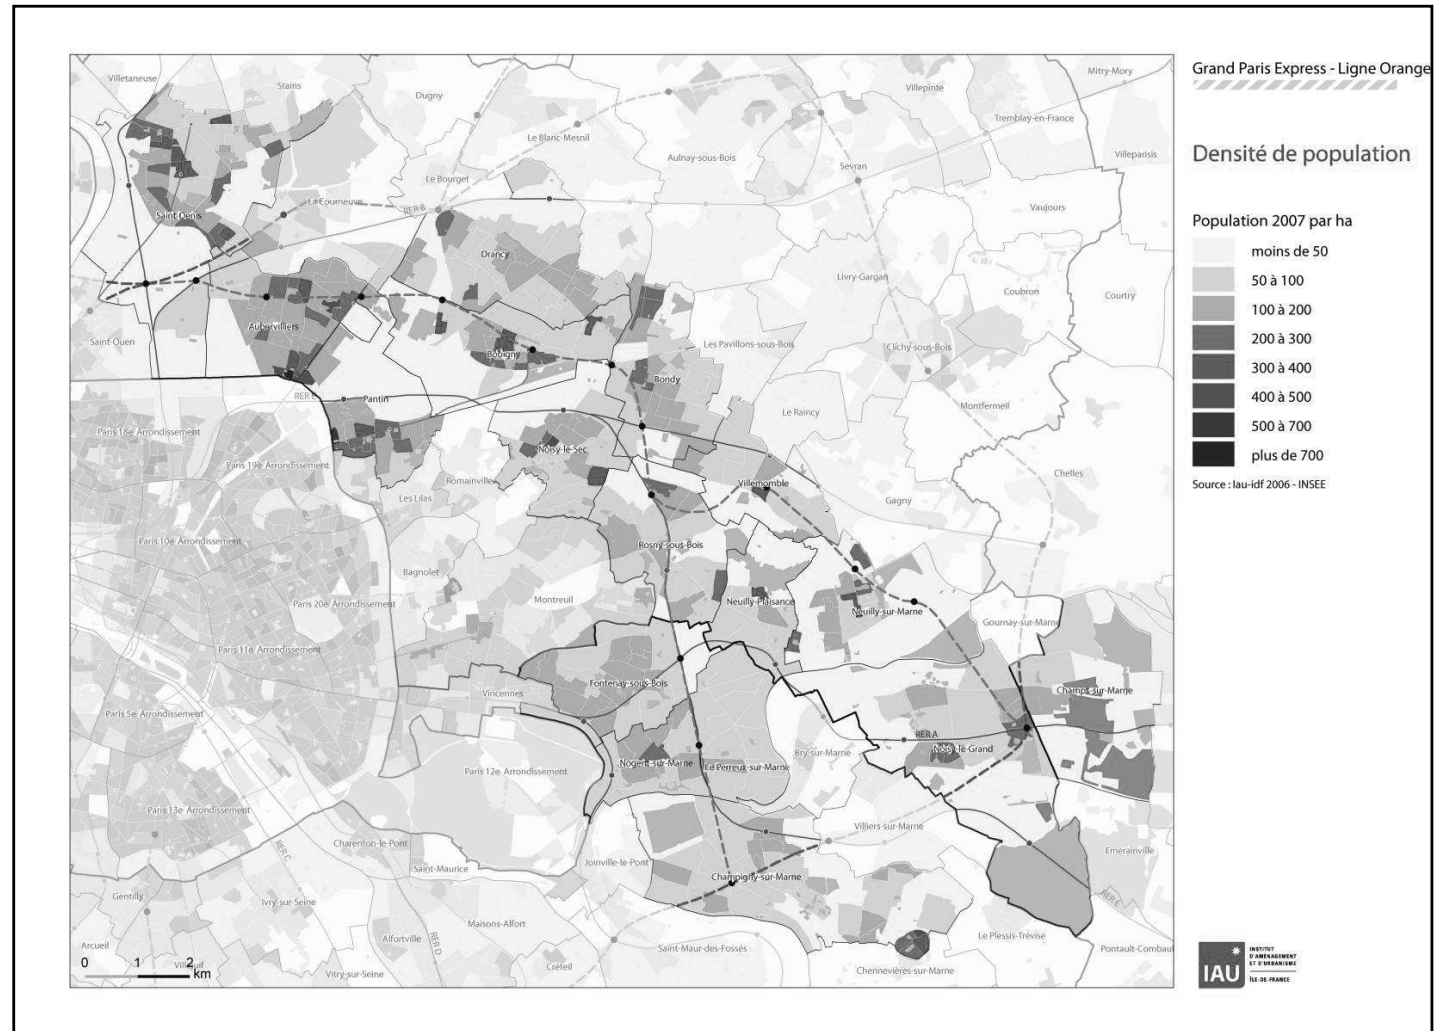 Grand Paris Express - Ligne Orange
Densité de population
Population 2007 par ha
moins de 50
50 à 100
100 à 200
200 à 300
300 à 400
400 à 500
500 à 700
plus de 700
Source : Iau-idf 2006 - INSEE
Villetaneuse
Stains
Dugny
Villepinte
Mitry-Mory
Tremblay-en-France
Le Blanc-Mesnil
Aulnay-sous-Bois
Sevran
Villeparisis
Le Bourget
La Courneuve
RER B
Vaujours
Saint-Denis
Drancy
Livry-Gargan
Coubron
Courtry
Aubervilliers
Saint-Ouen
Bobigny
Les Pavillons-sous-Bois
Clichy-sous-Bois
Bondy
RER E
Pantin
Le Raincy
Montfermeil
Paris 18e Arrondissement
Noisy-le-Sec
Paris 19e Arrondissement
Romainville
Villemomble
Chelles
Les Lilas
Gagny
Paris 10e Arrondissement
Rosny-sous-Bois
Bagnolet
Montreuil
Neuilly-Plaisance
Paris 20e Arrondissement
Neuilly-sur-Marne
Gournay-sur-Marne
Paris 11e Arrondissement
Fontenay-sous-Bois
Vincennes
Champs-sur-Marne
Paris 5e Arrondissement
RER A
Noisy-le-Grand
Bry-sur-Marne
Nogent-sur-Marne
Le Perreux-sur-Marne
Paris 12e Arrondissement
Paris 13e Arrondissement
Villiers-sur-Marne
Charenton-le-Pont
RER C
Saint-Maurice
Joinville-le-Pont
Emerainville
Champigny-sur-Marne
Gentilly
Ivry-sur-Seine
RER E
Maisons-Alfort
Alfortville
RER D
Le Plessis-Trévise
Arcueil
Saint-Maur-des-Fossés
Pontault-Combaul
Villejuif
Vitry-sur-Seine
Créteil
Chennevières-sur-Marne
0 1 2
km
IAU
INSTITUT
D'AMÉNAGEMENT
ET D'URBANISME
ÎLE-DE-FRANCE